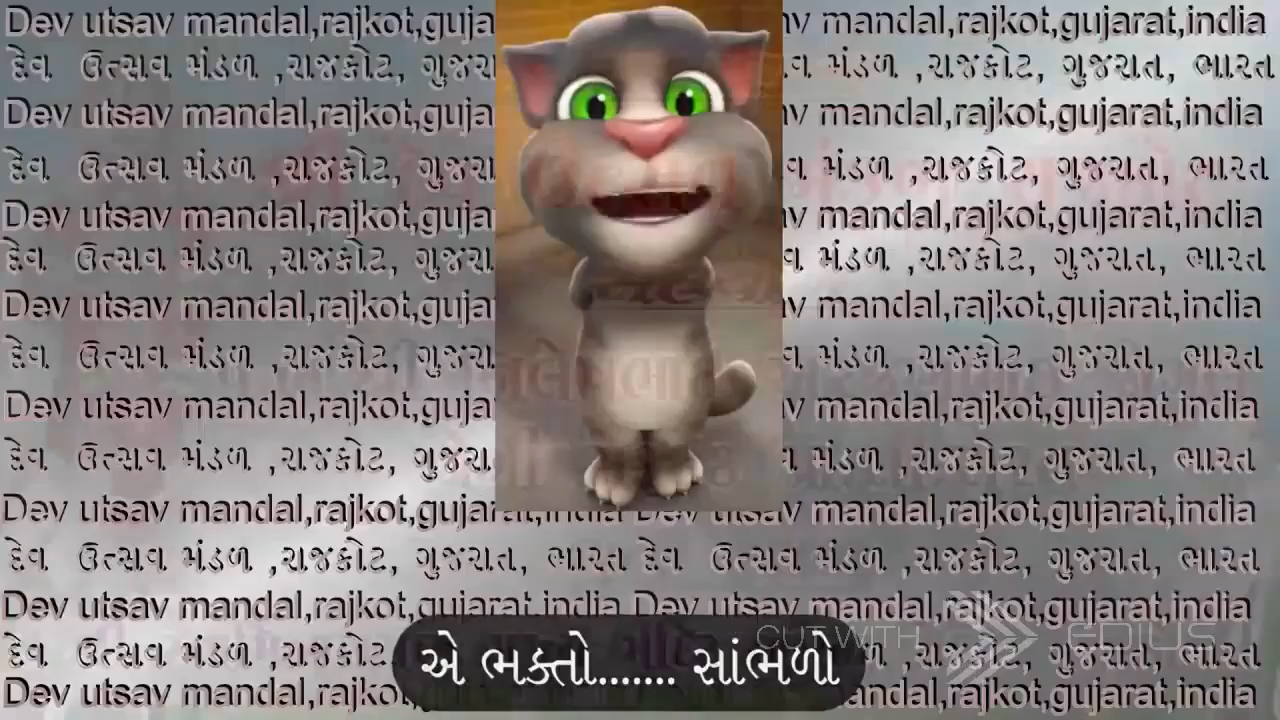 Dev utsav mandal,rajkot,guja av mandal,rajkot,gujarat,india
દેવ ઉત્સવ મંડળ ,રાજકોટ, ગુજરા .વ મંડળ ,રાજકોટ, ગુજરાત, ભારત
Dev utsav mandal,rajkot,guja v mandal,rajkot,gujarat,india
દેવ ઉત્સવ મંડળ ,રાજકોટ, ગુજરા વ મંડળ ,રાજકોટ, ગુજરાત, ભારત
Dev utsav mandal,rajkot,guja v mandal,rajkot,gujarat,india
દેવ ઉત્સવ મંડળ ,રાજકોટ, ગુજરા વ મંડળ ,રાજકોટ, ગુજરાત, ભારત
Dev utsav mandal,rajkot,guja v mandal,rajkot,gujarat,india
દેવ ઉત્સવ મંડળ ,રાજકોટ, ગુજરા વ મંડળ ,રાજકોટ, ગુજરાત, ભારત
Dev utsav mandal,rajkot,guja v mandal,rajkot,gujarat,india
દેવ ઉત્સવ મંડળ ,રાજકોટ, ગુજરા વ મંડળ ,રાજકોટ, ગુજરાત, ભારત
Dev utsav mandal,rajkot,gujarat,india Dev utsav mandal,rajkot,gujarat,india
દેવ ઉત્સવ મંડળ ,રાજકોટ, ગુજરાત, ભારત દેવ ઉત્સવ મંડળ ,રાજકોટ, ગુજરાત, ભારત
Dev utsav mandal,rajkot,gujarat,india Dev utsav mandal,rajkot,gujarat,india
CUT WITH EDIUS
દેવ ઉત્સવ મંડળ ,રાજકોટ, ,રાજકોટ, ગુજરાત, ભારત
એ ભક્તો....... સાંભળો
Dev utsav mandal,rajkot, andal,rajkot,gujarat,india